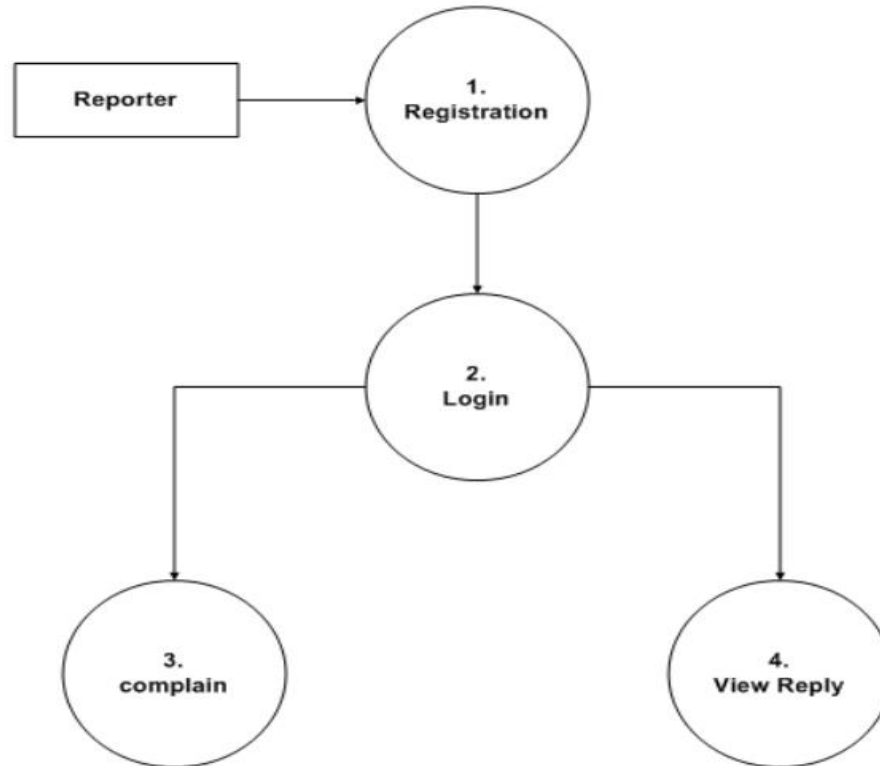 Reporter
1.
Registration
2.
Login
3.
complain
4.
View Reply